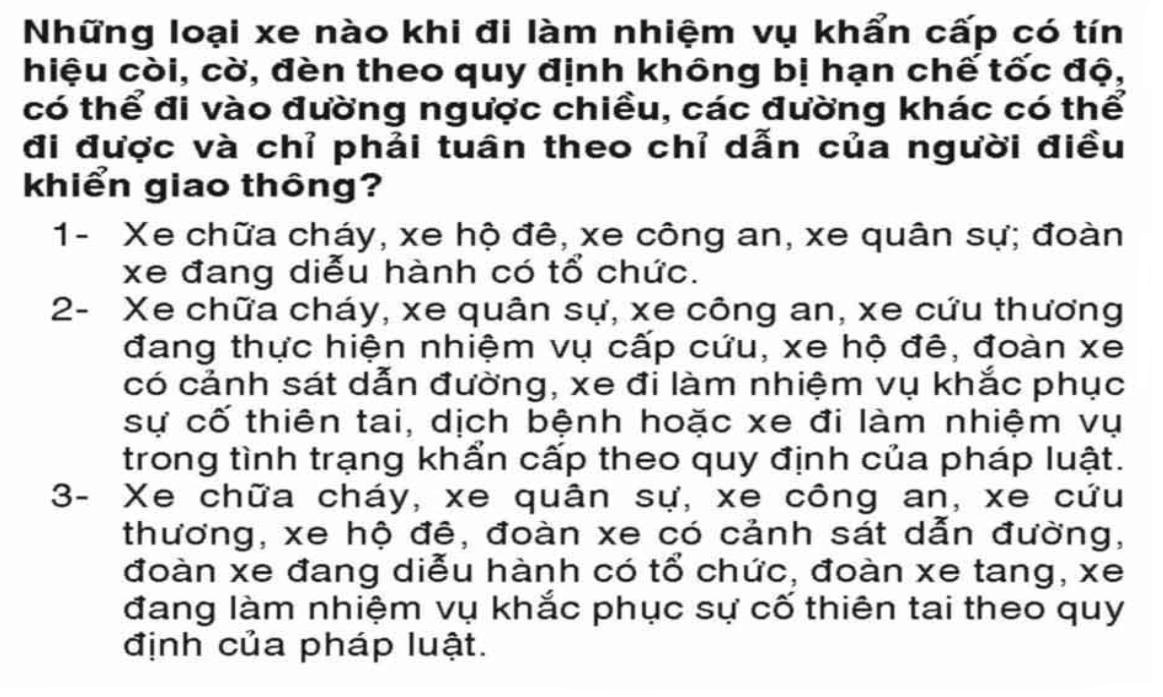 Những loại xe nào khi đi làm nhiệm vụ khẩn cấp có tín
hiệu còi, cờ, đèn theo quy định không bị hạn chế tốc độ,
có thể đi vào đường ngược chiều, các đường khác có thể
đi được và chỉ phải tuân theo chỉ dẫn của người điều
khiển giao thông?
1- Xe chữa cháy, xe hộ đê, xe công an, xe quân sự; đoàn
xe đang diễu hành có tổ chức.
2- Xe chữa cháy, xe quân sự, xe công an, xe cứu thương
đang thực hiện nhiệm vụ cấp cứu, xe hộ đê, đoàn xe
có cảnh sát dẫn đường, xe đi làm nhiệm vụ khắc phục
sự cố thiên tai, dịch bệnh hoặc xe đi làm nhiệm vụ
trong tình trạng khẩn cấp theo quy định của pháp luật.
3- Xe chữa cháy, xe quân sự, xe công an, xe cứu
thương, xe hộ đê, đoàn xe có cảnh sát dẫn đường,
đoàn xe đang diễu hành có tổ chức, đoàn xe tang, xe
đang làm nhiệm vụ khắc phục sự cố thiên tai theo quy
định của pháp luật.